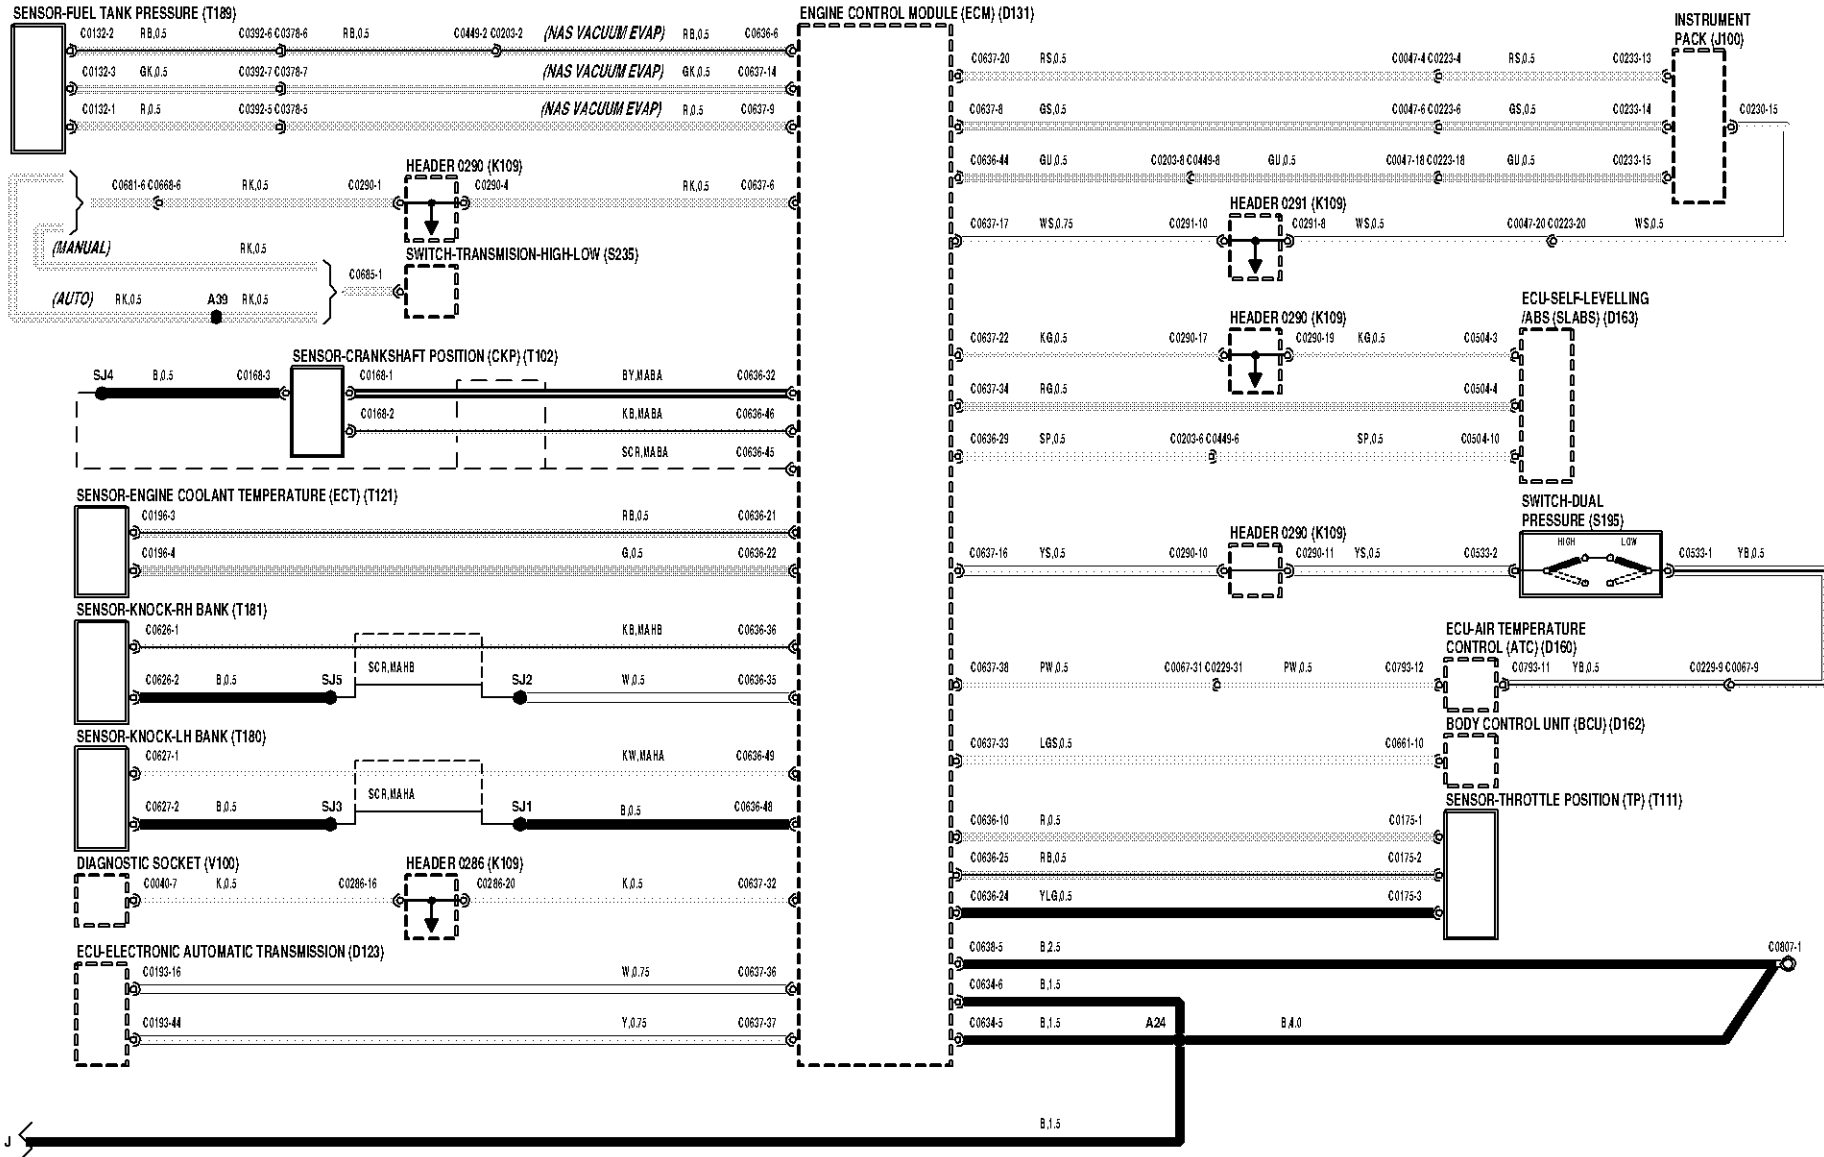 SENSOR-FUEL TANK PRESSURE (T189)
C0132-2 RB,0.5 C0392-6 C0378-6 RB,0.5 C0449-2 C0203-2 (NAS VACUUM EVAP) RB,0.5 C0636-6
C0132-3 GK,0.5 C0392-7 C0378-7 (NAS VACUUM EVAP) GK,0.5 C0637-14
C0132-1 R,0.5 C0392-5 C0378-5 (NAS VACUUM EVAP) R,0.5 C0637-9
HEADER 0290 (K109)
C0681-6 C0668-6 RK,0.5 C0290-1 C0290-4 RK,0.5 C0637-6
(MANUAL) RK,0.5
SWITCH-TRANSMISION-HIGH-LOW (S235)
C0685-1
(AUTO) RK,0.5 A39 RK,0.5
SENSOR-CRANKSHAFT POSITION (CKP) (T102)
SJ4 B,0.5 C0168-3 C0168-1 BY,MABA C0636-32
C0168-2 KB,MABA C0636-46
SCR,MABA C0636-45
SENSOR-ENGINE COOLANT TEMPERATURE (ECT) (T121)
C0196-3 RB,0.5 C0636-21
C0196-4 G,0.5 C0636-22
SENSOR-KNOCK-RH BANK (T181)
C0626-1 KB,MAHB C0636-36
SCR,MAHB
C0626-2 B,0.5 SJ5 SJ2 W,0.5 C0636-35
SENSOR-KNOCK-LH BANK (T180)
C0627-1 KW,MAHA C0636-49
SCR,MAHA
C0627-2 B,0.5 SJ3 SJ1 B,0.5 C0636-48
DIAGNOSTIC SOCKET (V100)
HEADER 0286 (K109)
C0040-7 K,0.5 C0286-16 C0286-20 K,0.5 C0637-32
ECU-ELECTRONIC AUTOMATIC TRANSMISSION (D123)
C0193-16 W,0.75 C0637-36
C0193-44 Y,0.75 C0637-37
J B,1.5
ENGINE CONTROL MODULE (ECM) (D131)
INSTRUMENT
PACK (J100)
C0637-20 RS,0.5 C0047-4 C0223-4 RS,0.5 C0233-13
C0637-8 GS,0.5 C0047-6 C0223-6 GS,0.5 C0233-14 C0230-15
C0636-44 GU,0.5 C0203-8 C0449-8 GU,0.5 C0047-18 C0223-18 GU,0.5 C0233-15
HEADER 0291 (K109)
C0637-17 WS,0.75 C0291-10 C0291-8 WS,0.5 C0047-20 C0223-20 WS,0.5
ECU-SELF-LEVELLING
/ABS (SLABS) (D163)
HEADER 0290 (K109)
C0637-22 KG,0.5 C0290-17 C0290-19 KG,0.5 C0504-3
C0637-34 RG,0.5 C0504-4
C0636-29 SP,0.5 C0203-6 C0449-6 SP,0.5 C0504-10
SWITCH-DUAL
PRESSURE (S195)
HEADER 0290 (K109)
HIGH LOW
C0637-16 YS,0.5 C0290-10 C0290-11 YS,0.5 C0533-2 C0533-1 YB,0.5
ECU-AIR TEMPERATURE
CONTROL (ATC) (D160)
C0637-38 PW,0.5 C0067-31 C0229-31 PW,0.5 C0793-12 C0793-11 YB,0.5 C0229-9 C0067-9
BODY CONTROL UNIT (BCU) (D162)
C0637-33 LGS,0.5 C0661-10
SENSOR-THROTTLE POSITION (TP) (T111)
C0636-10 R,0.5 C0175-1
C0636-25 RB,0.5 C0175-2
C0636-24 YLG,0.5 C0175-3
C0638-5 B,2.5 C0807-1
C0634-6 B,1.5
C0634-5 B,1.5 A24 B,4.0